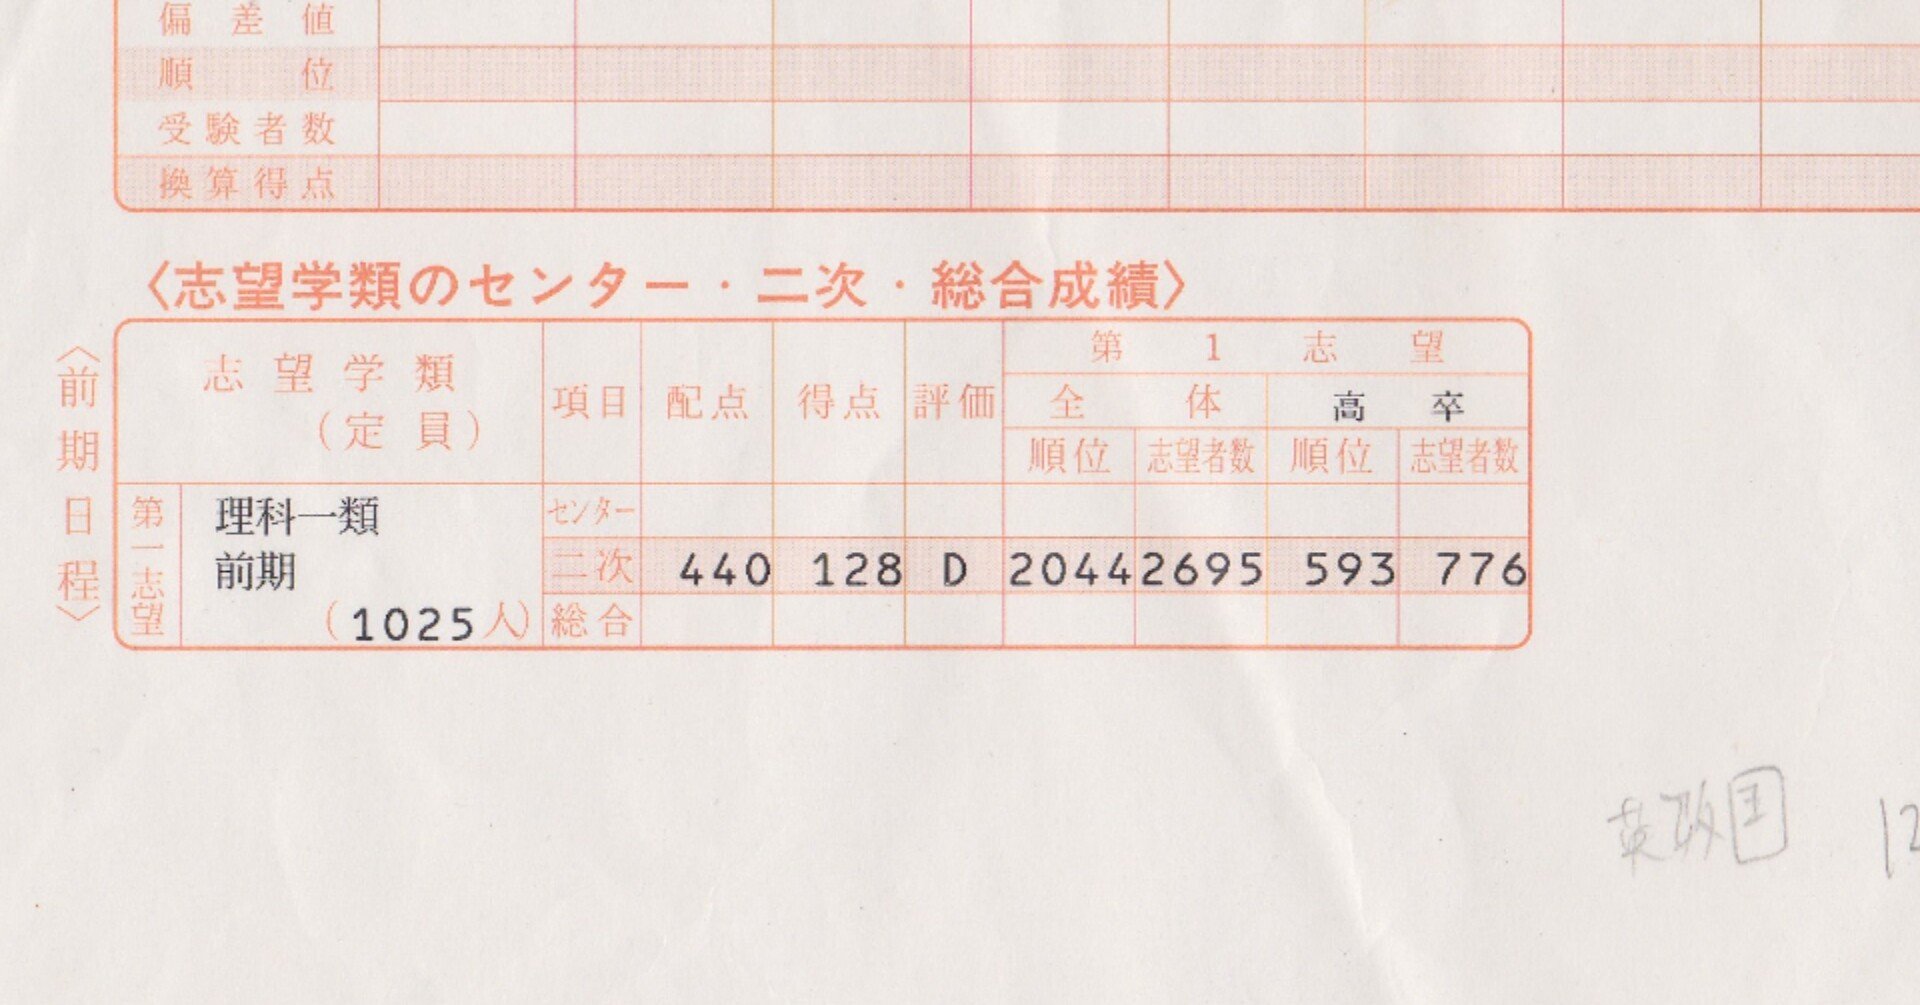 偏差値
順位
受験者数
換算得点
〈志望学類のセンター・二次・総合成績〉
〈前期日程〉
志望学類
(定員)
項目 配点 得点 評価
第1志望
全体 高卒
順位 志望者数 順位 志望者数
第一志望
理科一類
前期
(1025人)
センター
二次 440 128 D 2044 2695 593 776
総合
12